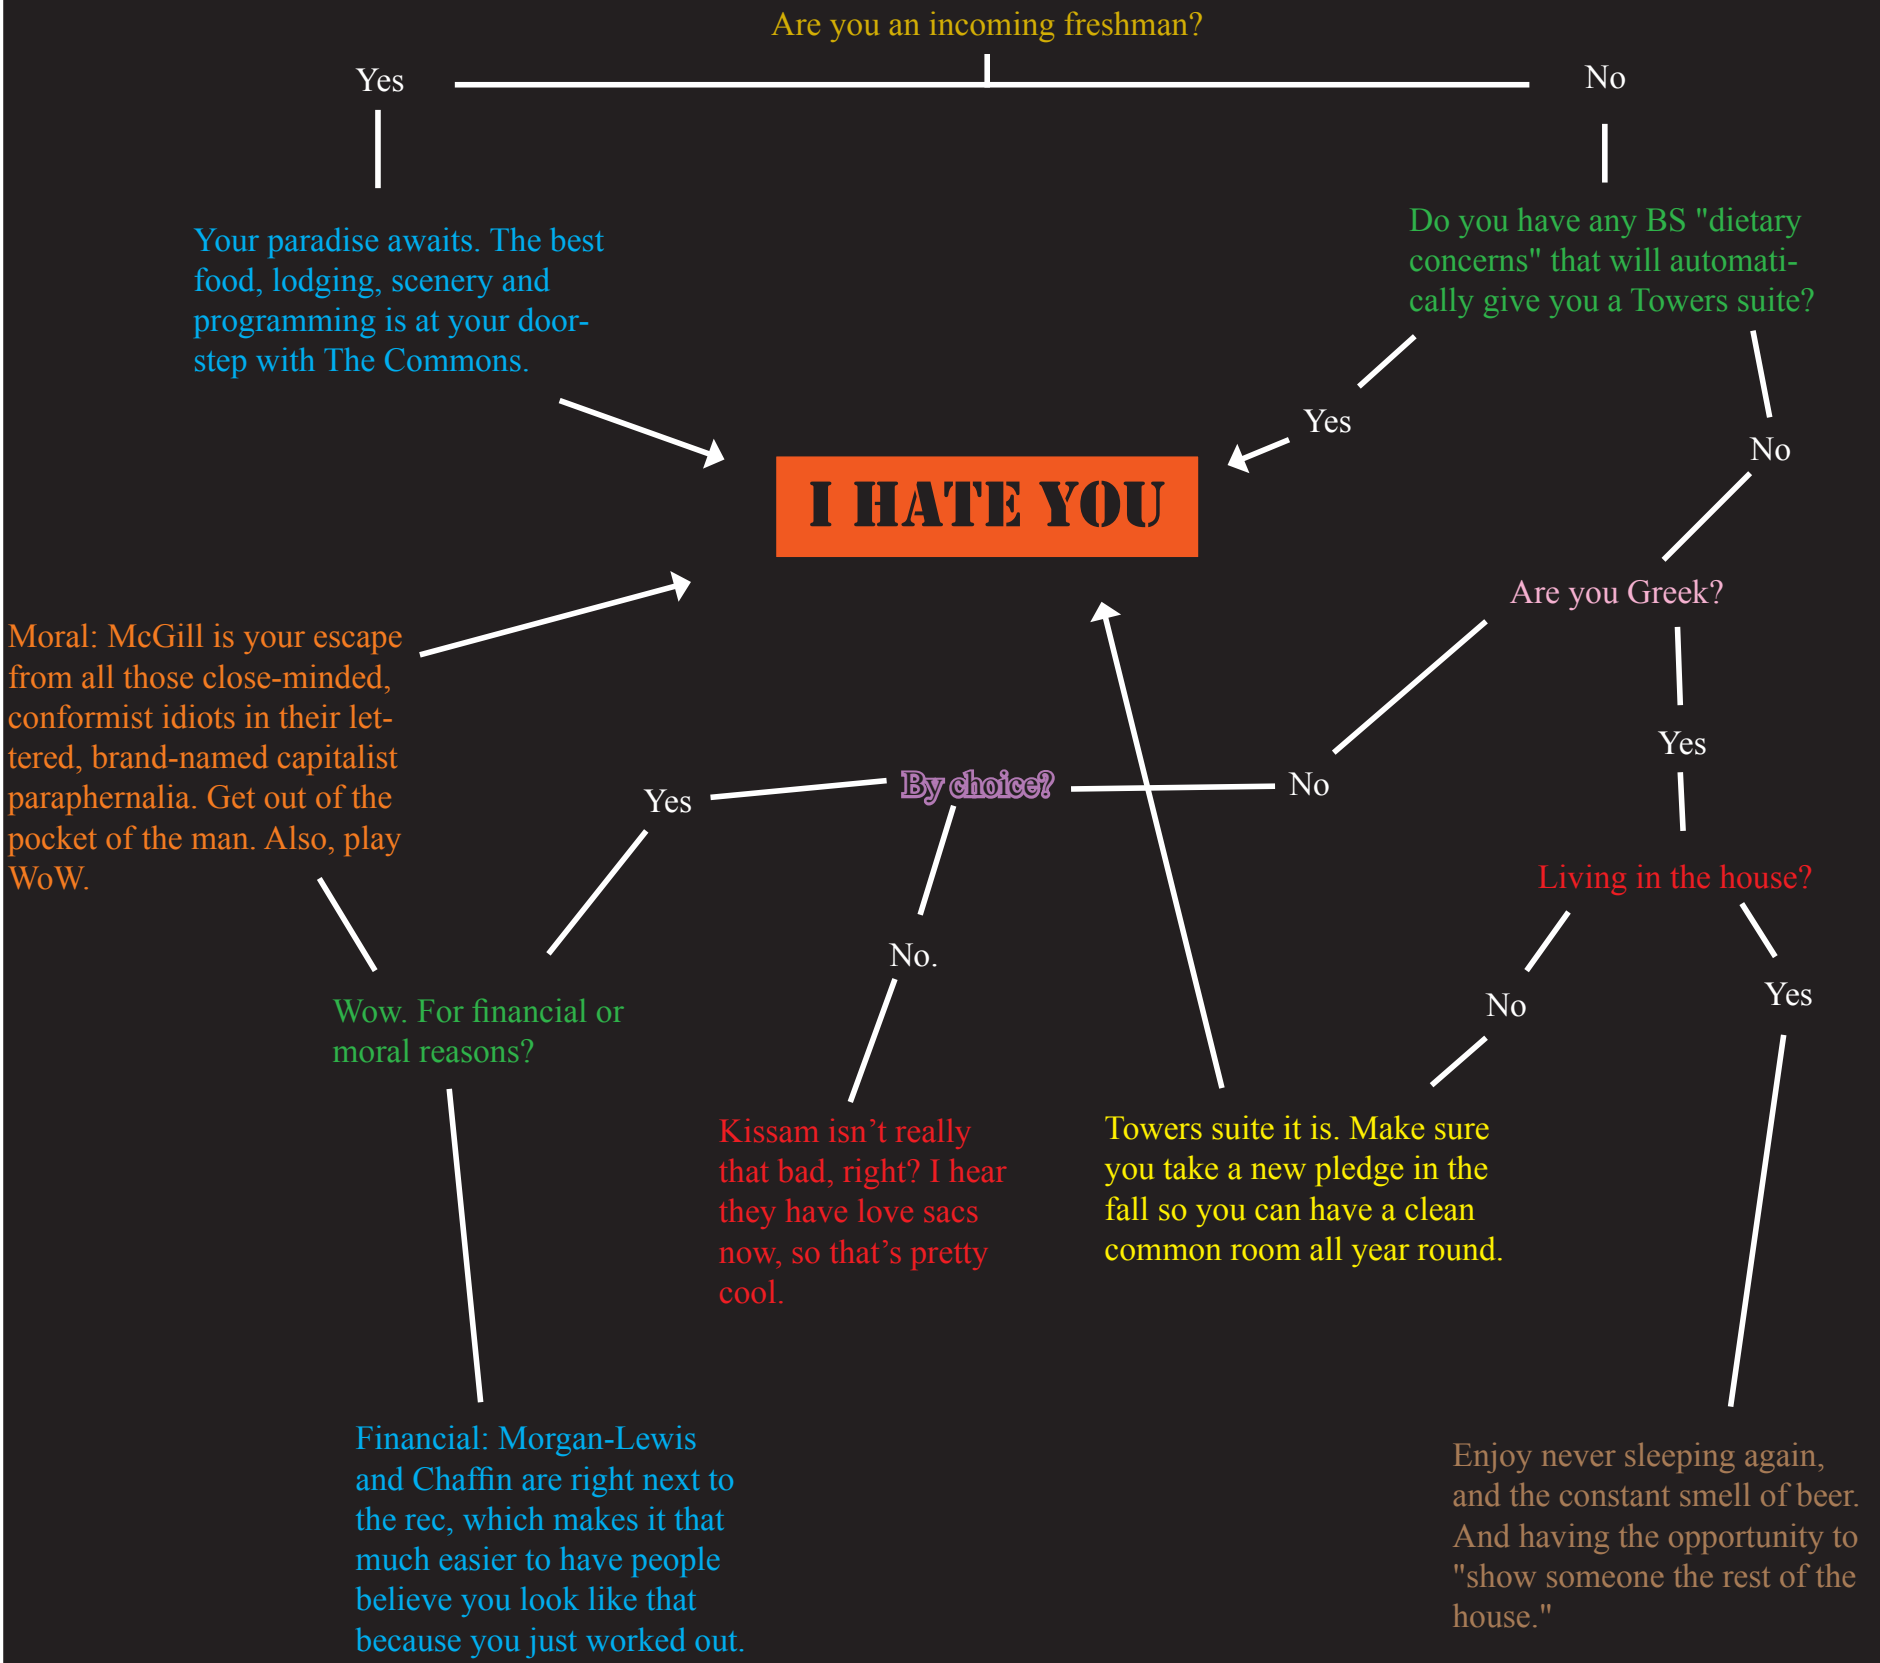 Are you an incoming freshman?
Yes
No
Your paradise awaits. The best
food, lodging, scenery and
programming is at your door-
step with The Commons.
Do you have any BS "dietary
concerns" that will automati-
cally give you a Towers suite?
Yes
No
I HATE YOU
Are you Greek?
Moral: McGill is your escape
from all those close-minded,
conformist idiots in their let-
tered, brand-named capitalist
paraphernalia. Get out of the
pocket of the man. Also, play
WoW.
Yes
By choice?
No
Yes
Living in the house?
No.
No
Yes
Wow. For financial or
moral reasons?
Kissam isn’t really
that bad, right? I hear
they have love sacs
now, so that’s pretty
cool.
Towers suite it is. Make sure
you take a new pledge in the
fall so you can have a clean
common room all year round.
Financial: Morgan-Lewis
and Chaffin are right next to
the rec, which makes it that
much easier to have people
believe you look like that
because you just worked out.
Enjoy never sleeping again,
and the constant smell of beer.
And having the opportunity to
"show someone the rest of the
house."